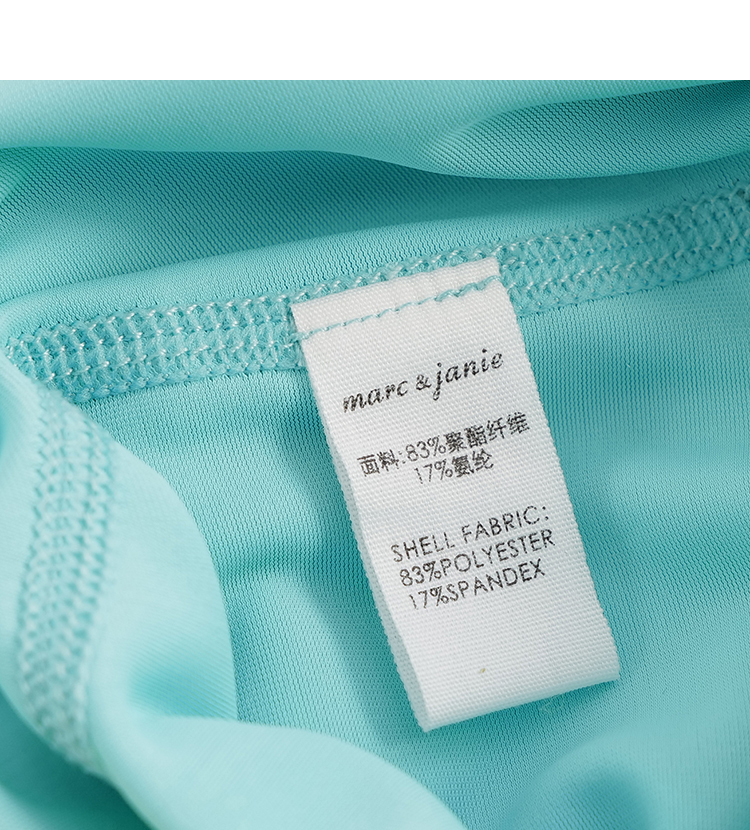 marc & janie
面料:83%聚酯纤维
17%氨纶
SHELL FABRIC:
83%POLYESTER
17%SPANDEX